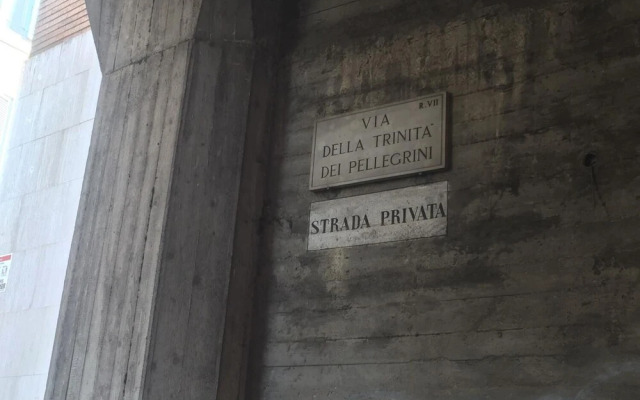 R. VII
VIA
DELLA TRINITA'
DEI PELLEGRINI
STRADA PRIVATA